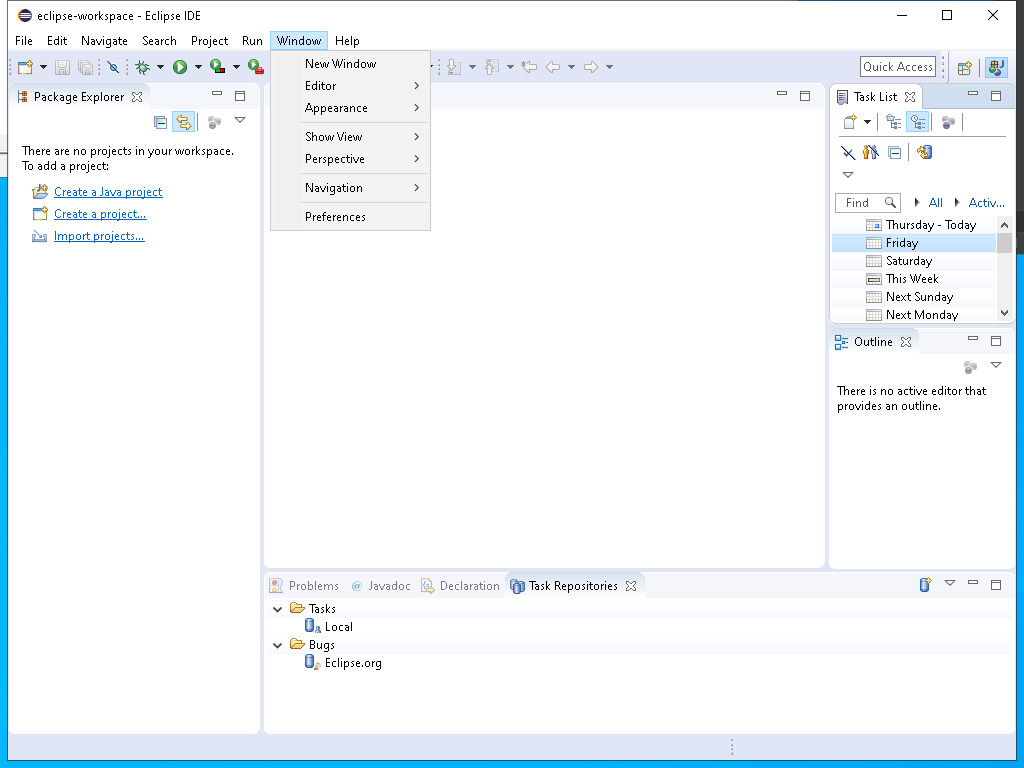 eclipse-workspace - Eclipse IDE
File Edit Navigate Search Project Run Window Help
New Window
Editor
Appearance
Show View
Perspective
Navigation
Preferences
Quick Access
Package Explorer
There are no projects in your workspace.
To add a project:
Create a Java project
Create a project...
Import projects...
Task List
Find All Activ...
Thursday - Today
Friday
Saturday
This Week
Next Sunday
Next Monday
Outline
There is no active editor that
provides an outline.
Problems @ Javadoc Declaration Task Repositories
Tasks
Local
Bugs
Eclipse.org